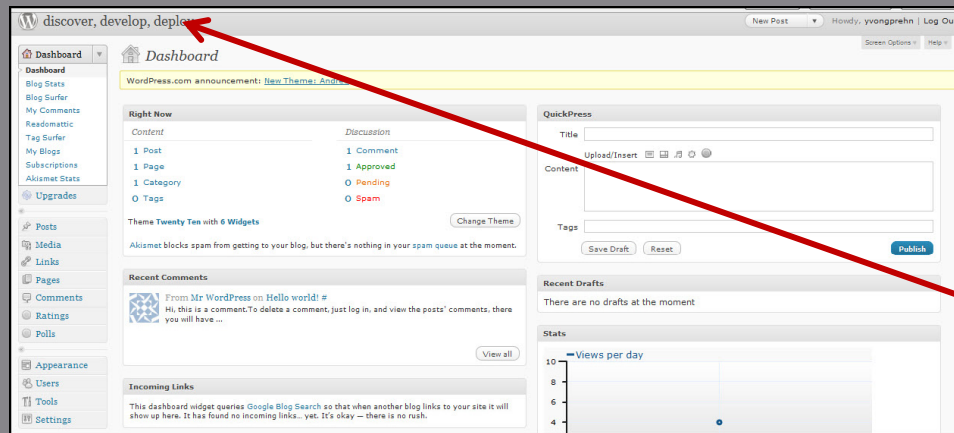 discover, develop, deploy
New Post
Howdy, yvongprehn | Log Ou
Screen Options
Help
Dashboard
Dashboard
Blog Stats
Blog Surfer
My Comments
Readomattic
Tag Surfer
My Blogs
Subscriptions
Akismet Stats
Upgrades
Posts
Media
Links
Pages
Comments
Ratings
Polls
Appearance
Users
Tools
Settings
Dashboard
WordPress.com announcement: New Theme:
Right Now
Content
Discussion
1 Post
1 Comment
1 Page
1 Approved
1 Category
0 Pending
0 Tags
0 Spam
Theme Twenty Ten with 6 Widgets
Change Theme
Akismet blocks spam from getting to your blog, but there's nothing in your spam queue at the moment.
Recent Comments
From Mr WordPress on Hello world! #
Hi, this is a comment.To delete a comment, just log in, and view the posts' comments, there
you will have ...
View all
Incoming Links
This dashboard widget queries Google Blog Search so that when another blog links to your site it will
show up here. It has found no incoming links… yet. It's okay — there is no rush.
QuickPress
Title
Upload/Insert
Content
Tags
Save Draft
Reset
Publish
Recent Drafts
There are no drafts at the moment
Stats
Views per day
10
8
6
4